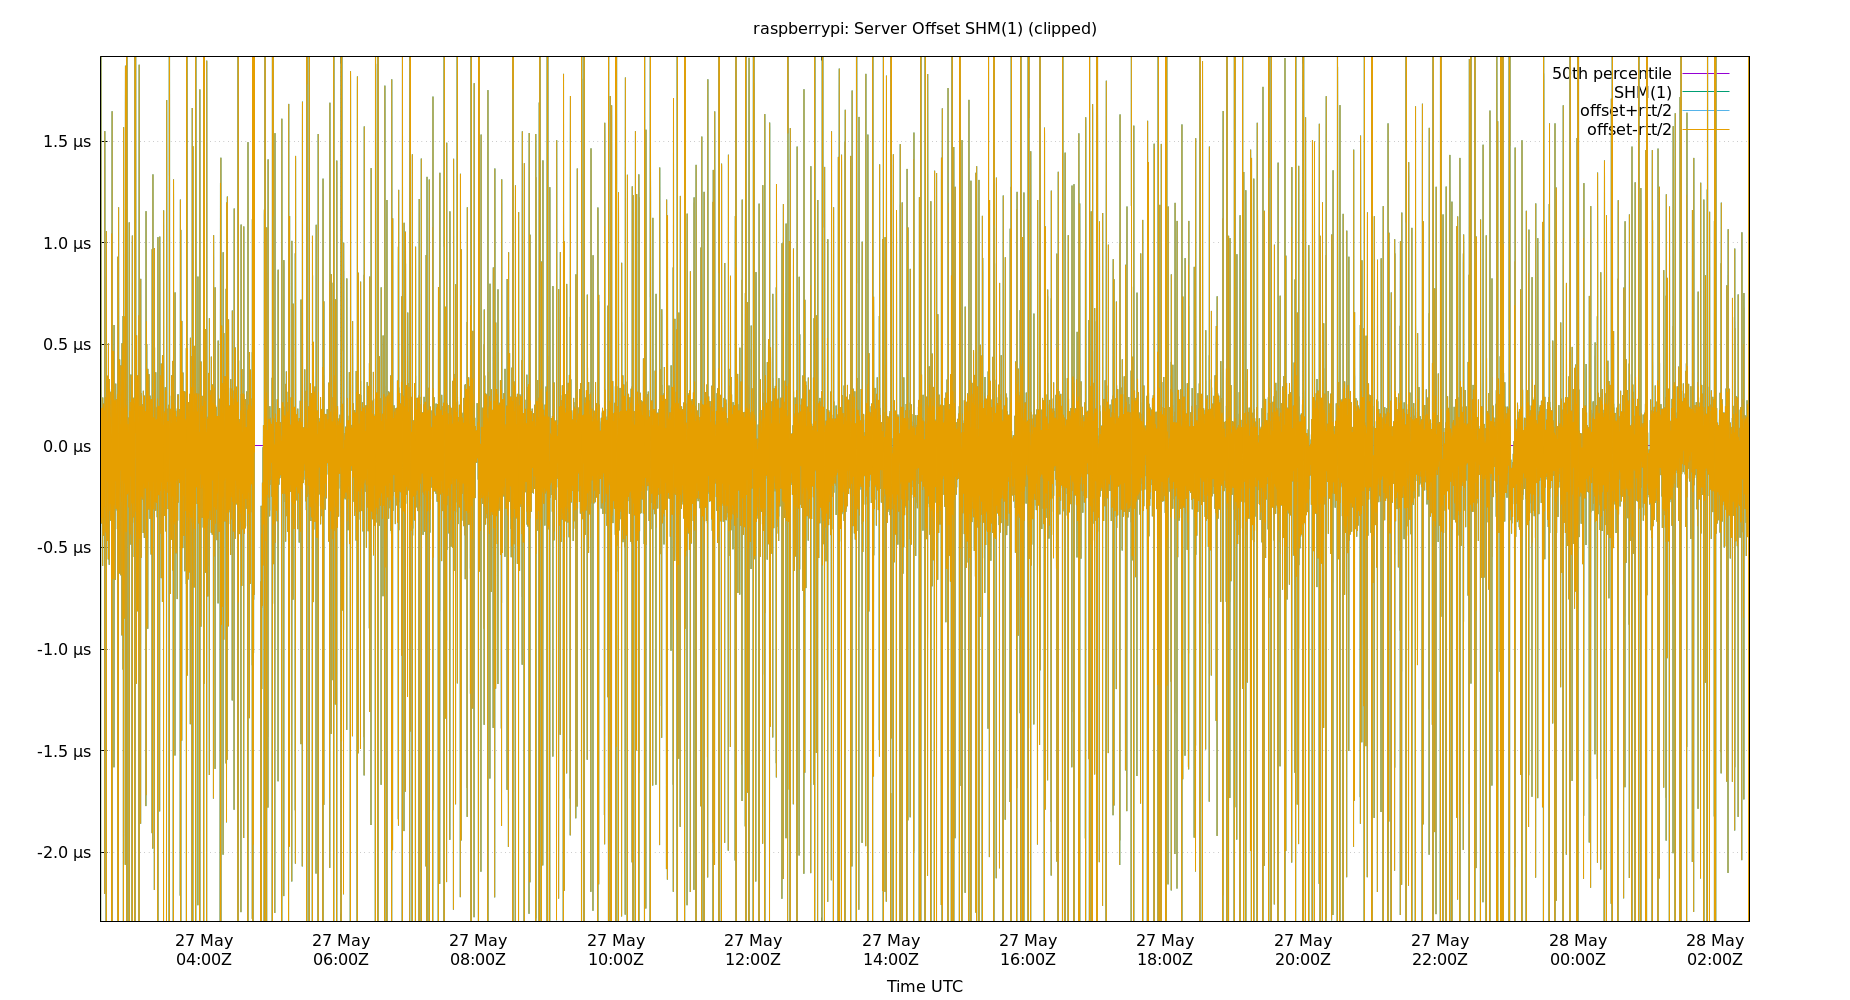 raspberrypi: Server Offset SHM(1) (clipped)
50th percentile
SHM(1)
offset+rtt/2
offset-rtt/2
1.5 µs
1.0 µs
0.5 µs
0.0 µs
-0.5 µs
-1.0 µs
-1.5 µs
-2.0 µs
27 May 27 May 27 May 27 May 27 May 27 May 27 May 27 May 27 May 27 May 28 May 28 May
04:00Z 06:00Z 08:00Z 10:00Z 12:00Z 14:00Z 16:00Z 18:00Z 20:00Z 22:00Z 00:00Z 02:00Z
Time UTC